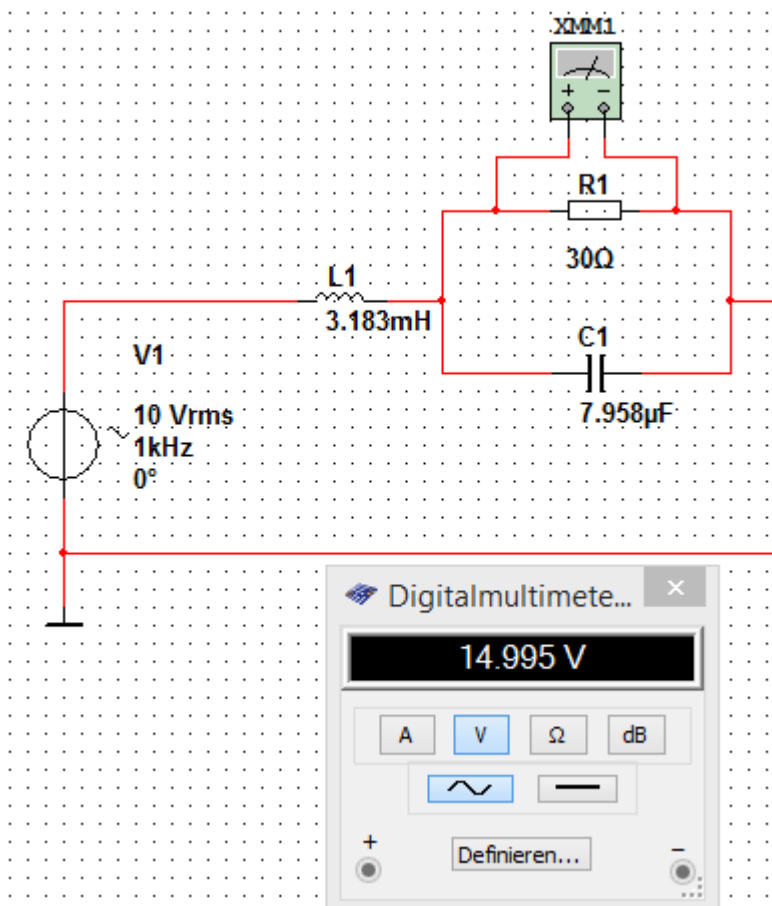 XMM1
+ −
R1
30Ω
L1
3.183mH
C1
7.958µF
V1
10 Vrms
1kHz
0°
Digitalmultimete...
14.995 V
A V Ω dB
+ −
Definieren...